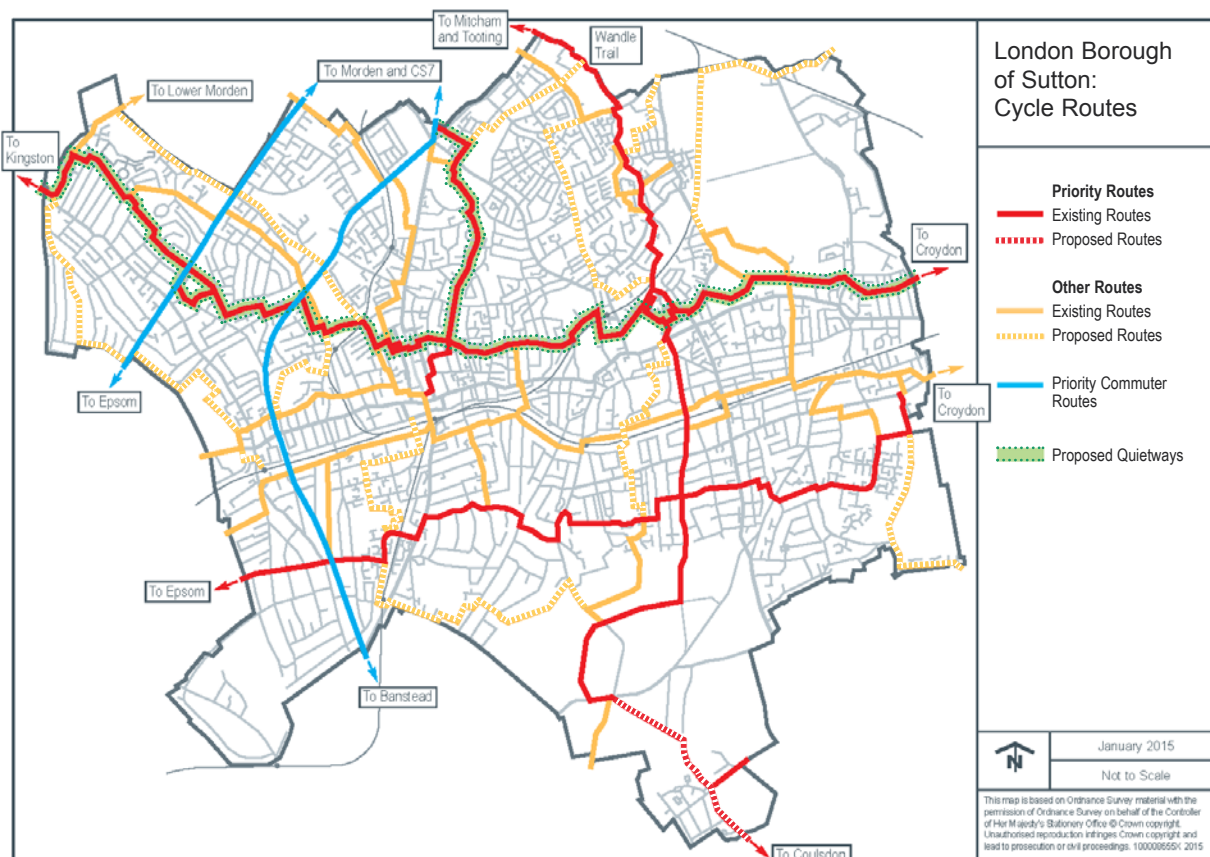 To Mitcham
and Tooting
Wandle
Trail
To Morden and CS7
To Lower Morden
To
Kingston
To
Croydon
To Epsom
To
Croydon
To Epsom
To Banstead
To Coulsdon
London Borough
of Sutton:
Cycle Routes
Priority Routes
Existing Routes
Proposed Routes
Other Routes
Existing Routes
Proposed Routes
Priority Commuter
Routes
Proposed Quietways
N
January 2015
Not to Scale
This map is based on Ordnance Survey material with the
permission of Ordnance Survey on behalf of the Controller
of Her Majesty's Stationery Office © Crown copyright.
Unauthorised reproduction infringes Crown copyright and
lead to prosecution or civil proceedings. 100008655X 2015